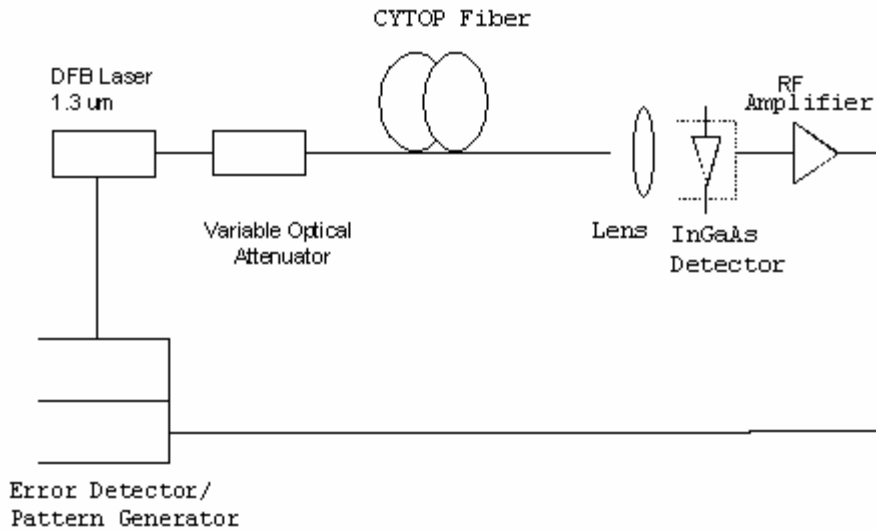 CYTOP Fiber
DFB Laser
1.3 um
RF
Amplifier
Variable Optical
Attenuator
Lens
InGaAs
Detector
Error Detector/
Pattern Generator